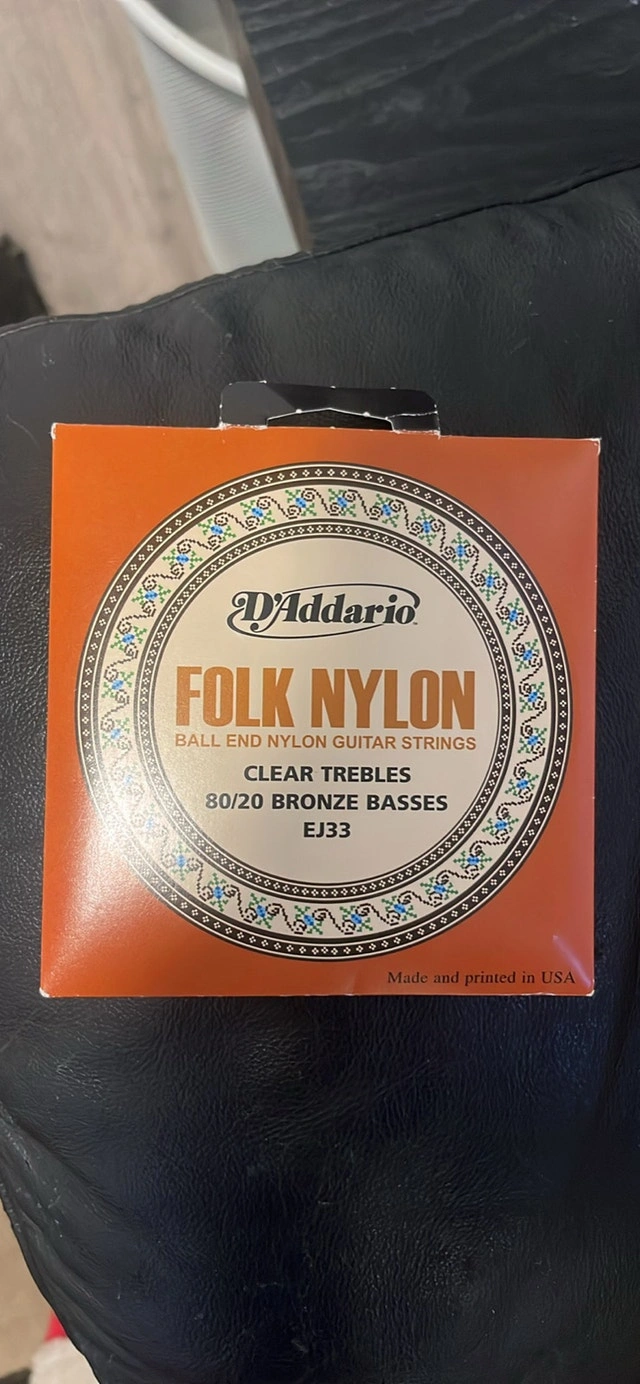 D'Addario
FOLK NYLON
BALL END NYLON GUITAR STRINGS
CLEAR TREBLES
80/20 BRONZE BASSES
EJ33
Made and printed in USA